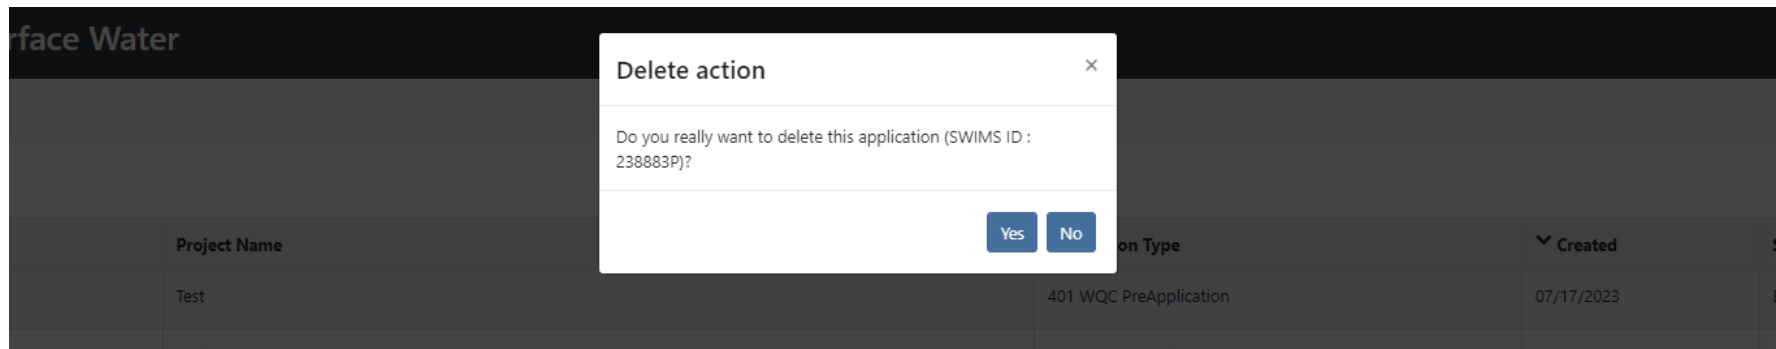 rface Water
Delete action
×
Do you really want to delete this application (SWIMS ID :
238883P)?
Yes No
Project Name on Type Created
Test 401 WQC PreApplication 07/17/2023